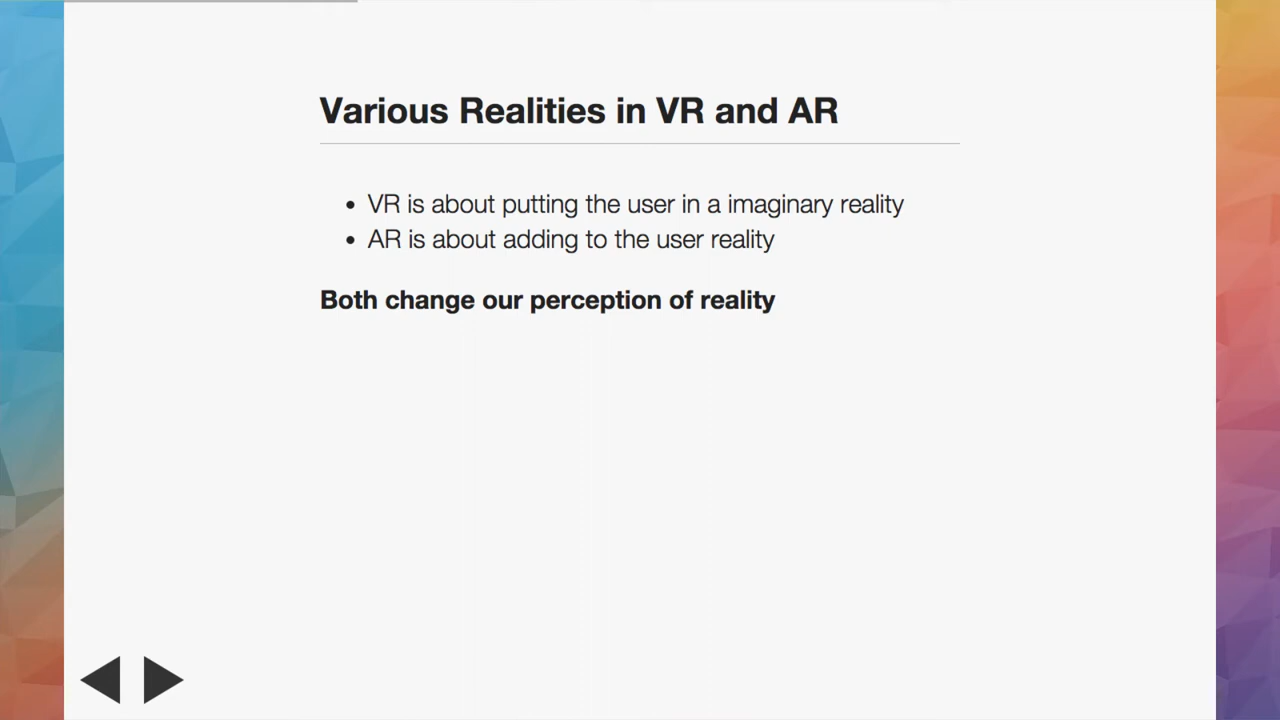 Various Realities in VR and AR
• VR is about putting the user in a imaginary reality
• AR is about adding to the user reality
Both change our perception of reality